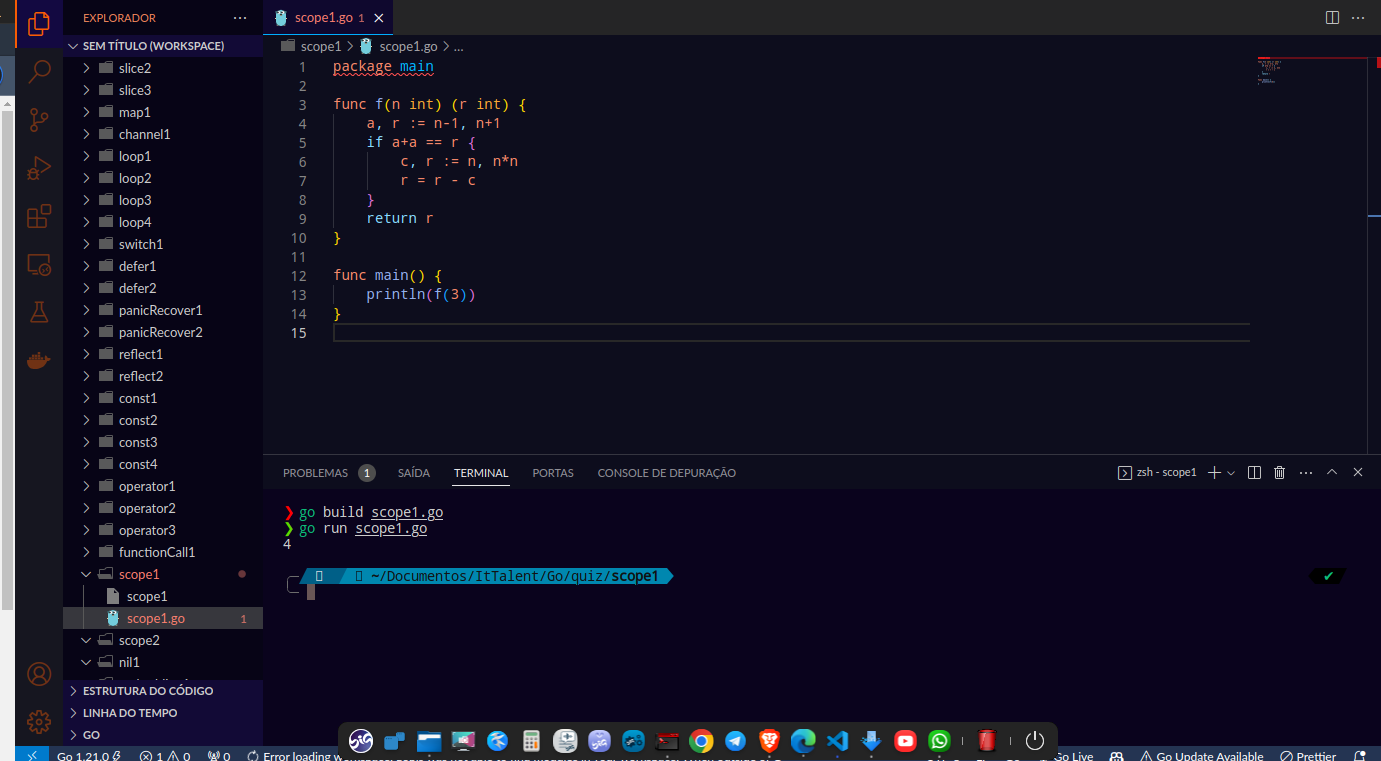 EXPLORADOR
scope1.go 1
SEM TÍTULO (WORKSPACE)
slice2
slice3
map1
channel1
loop1
loop2
loop3
loop4
switch1
defer1
defer2
panicRecover1
panicRecover2
reflect1
reflect2
const1
const2
const3
const4
operator1
operator2
operator3
functionCall1
scope1
scope1
scope1.go 1
scope2
nil1
ESTRUTURA DO CÓDIGO
LINHA DO TEMPO
GO
scope1 > scope1.go > ...
1 package main
2
3 func f(n int) (r int) {
4 a, r := n-1, n+1
5 if a+a == r {
6 c, r := n, n*n
7 r = r - c
8 }
9 return r
10 }
11
12 func main() {
13 println(f(3))
14 }
15
PROBLEMAS 1 SAÍDA TERMINAL PORTAS CONSOLE DE DEPURAÇÃO
zsh - scope1
❯ go build scope1.go
❯ go run scope1.go
4
~/Documentos/ItTalent/Go/quiz/scope1
Go 1.21.0 1 0 0 Error loading Go Live Go Update Available Prettier